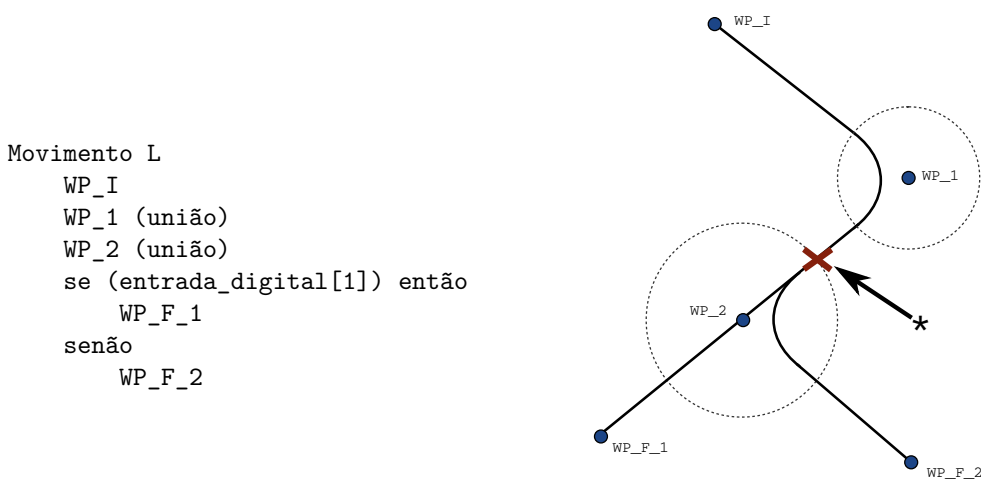 Movimento L
WP_I
WP_1 (união)
WP_2 (união)
se (entrada_digital[1]) então
WP_F_1
senão
WP_F_2
WP_I
WP_1
WP_2
*
WP_F_1
WP_F_2